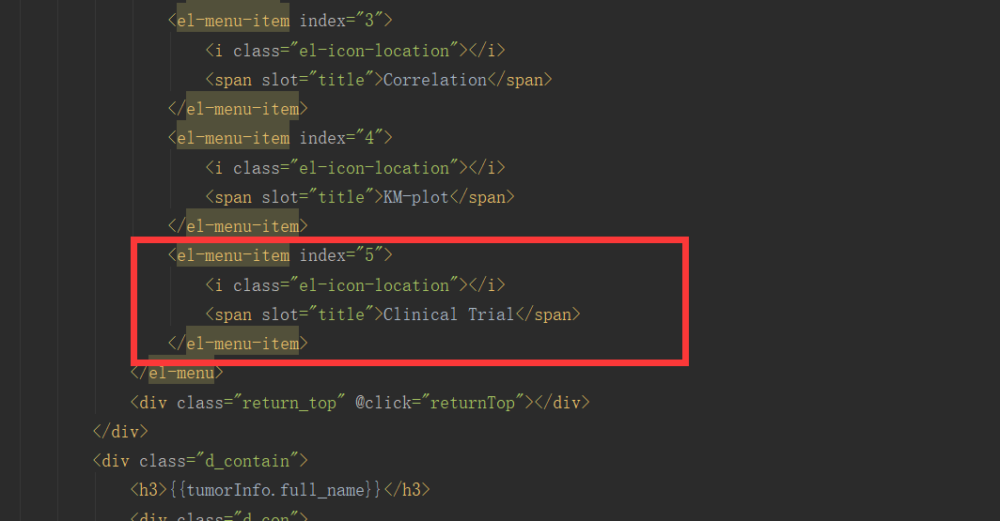 <el-menu-item index="3">
<i class="el-icon-location"></i>
<span slot="title">Correlation</span>
</el-menu-item>
<el-menu-item index="4">
<i class="el-icon-location"></i>
<span slot="title">KM-plot</span>
</el-menu-item>
<el-menu-item index="5">
<i class="el-icon-location"></i>
<span slot="title">Clinical Trial</span>
</el-menu-item>
</el-menu>
<div class="return_top" @click="returnTop"></div>
</div>
<div class="d_contain">
<h3>{{tumorInfo.full_name}}</h3>
<div class="d_con">